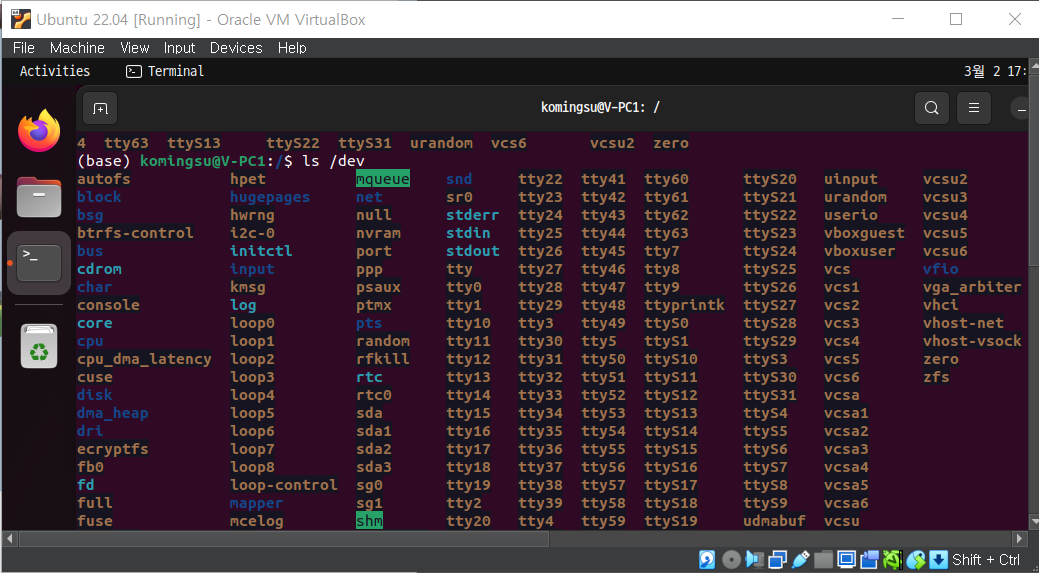 Ubuntu 22.04 [Running] - Oracle VM VirtualBox
File Machine View Input Devices Help
Activities Terminal 3월 2 17:
komingsu@V-PC1: /
4 tty63 ttyS13 ttyS22 ttyS31 urandom vcs6 vcsu2 zero
(base) komingsu@V-PC1:/$ ls /dev
autofs hpet mqueue snd tty22 tty41 tty60 ttyS20 uinput vcsu2
block hugepages net sr0 tty23 tty42 tty61 ttyS21 urandom vcsu3
bsg hwrng null stderr tty24 tty43 tty62 ttyS22 userio vcsu4
btrfs-control i2c-0 nvram stdin tty25 tty44 tty63 ttyS23 vboxguest vcsu5
bus initctl port stdout tty26 tty45 tty7 ttyS24 vboxuser vcsu6
cdrom input ppp tty tty27 tty46 tty8 ttyS25 vcs vfio
char kmsg psaux tty0 tty28 tty47 tty9 ttyS26 vcs1 vga_arbiter
console log ptmx tty1 tty29 tty48 ttyprintk ttyS27 vcs2 vhci
core loop0 pts tty10 tty3 tty49 ttyS0 ttyS28 vcs3 vhost-net
cpu loop1 random tty11 tty30 tty5 ttyS1 ttyS29 vcs4 vhost-vsock
cpu_dma_latency loop2 rfkill tty12 tty31 tty50 ttyS10 ttyS3 vcs5 zero
cuse loop3 rtc tty13 tty32 tty51 ttyS11 ttyS30 vcs6 zfs
disk loop4 rtc0 tty14 tty33 tty52 ttyS12 ttyS31 vcsa
dma_heap loop5 sda tty15 tty34 tty53 ttyS13 ttyS4 vcsa1
dri loop6 sda1 tty16 tty35 tty54 ttyS14 ttyS5 vcsa2
ecryptfs loop7 sda2 tty17 tty36 tty55 ttyS15 ttyS6 vcsa3
fb0 loop8 sda3 tty18 tty37 tty56 ttyS16 ttyS7 vcsa4
fd loop-control sg0 tty19 tty38 tty57 ttyS17 ttyS8 vcsa5
full mapper sg1 tty2 tty39 tty58 ttyS18 ttyS9 vcsa6
fuse mcelog shm tty20 tty4 tty59 ttyS19 udmabuf vcsu
Shift + Ctrl